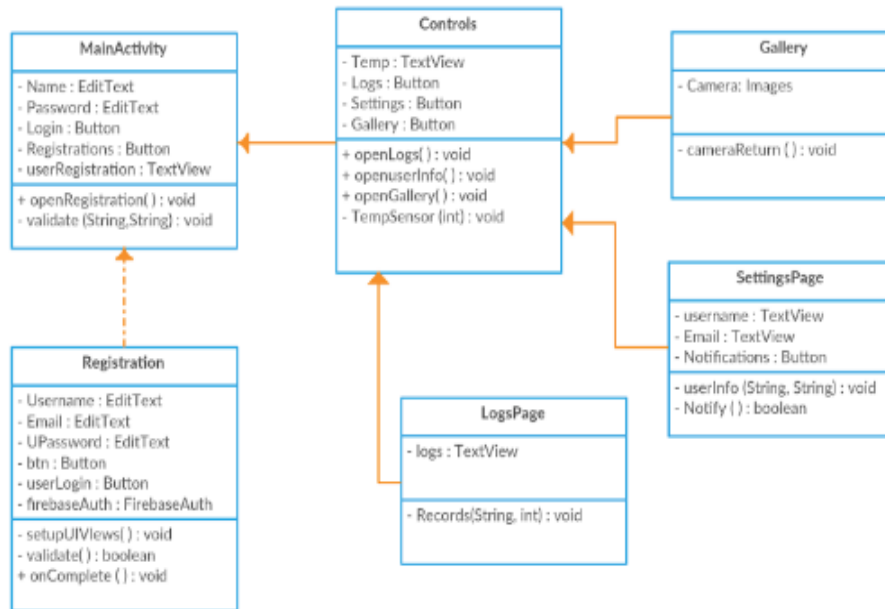 MainActivity
- Name : EditText
- Password : EditText
- Login : Button
- Registrations : Button
- userRegistration : TextView
+ openRegistration( ) : void
- validate (String,String) : void
Controls
- Temp : TextView
- Logs : Button
- Settings : Button
- Gallery : Button
+ openLogs( ) : void
+ openuserInfo( ) : void
+ openGallery( ) : void
- TempSensor (int) : void
Gallery
- Camera: Images
- cameraReturn ( ) : void
SettingsPage
- username : TextView
- Email : TextView
- Notifications : Button
- userInfo (String, String) : void
- Notify ( ) : boolean
Registration
- Username : EditText
- Email : EditText
- UPassword : EditText
- btn : Button
- userLogin : Button
- firebaseAuth : FirebaseAuth
- setupUIVIews( ) : void
- validate( ) : boolean
+ onComplete ( ) : void
LogsPage
- logs : TextView
- Records(String, int) : void